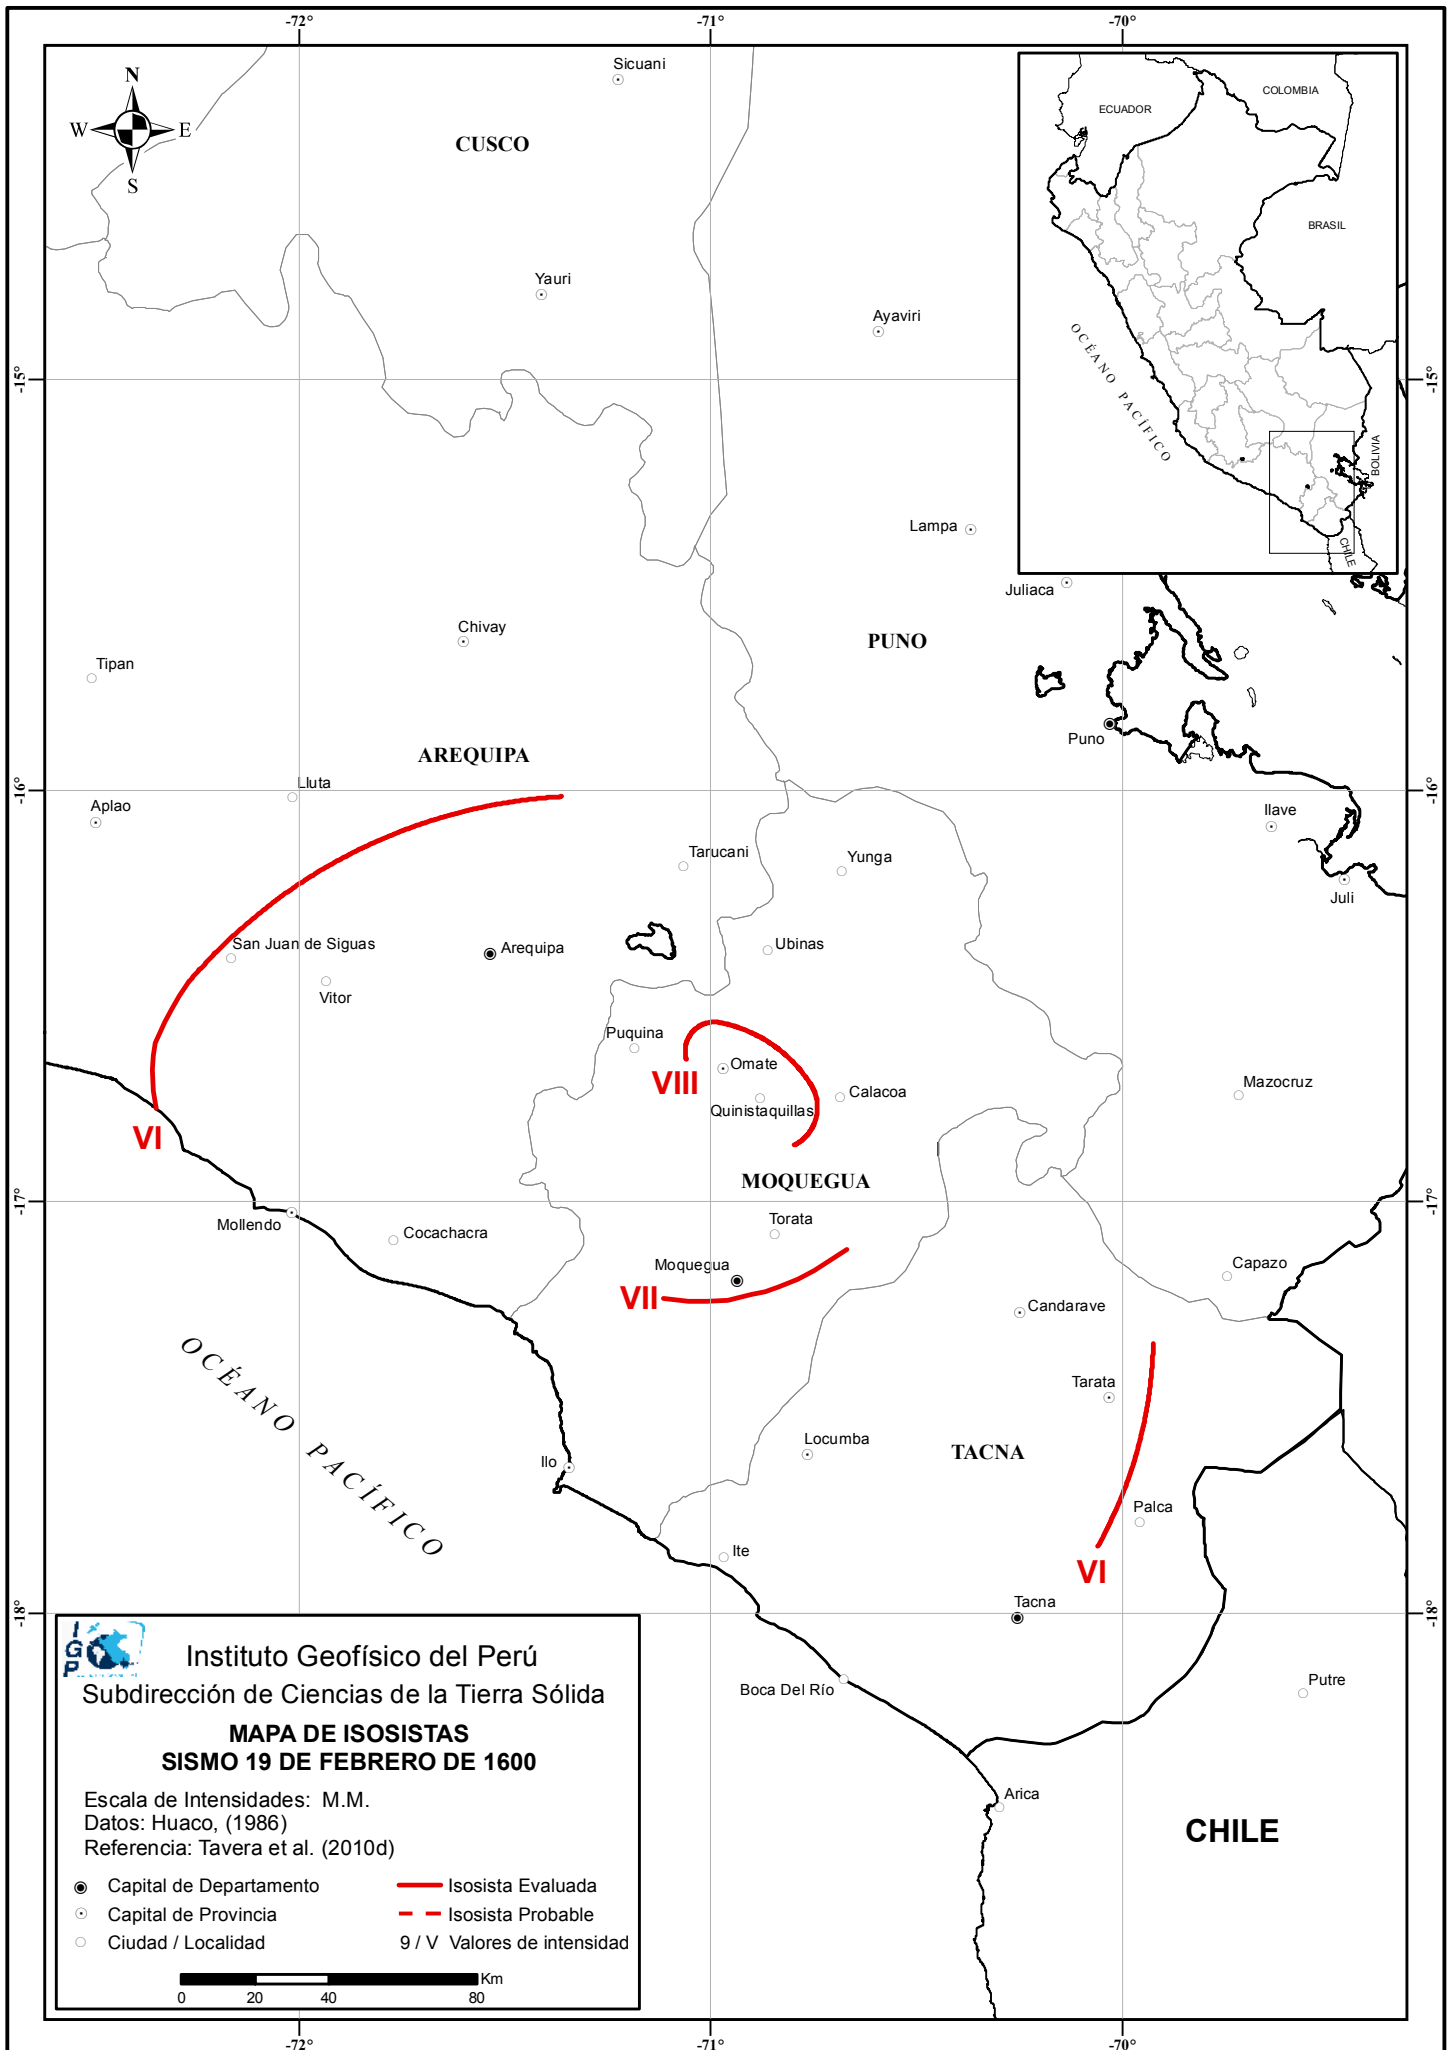 -72°
-71°
-70°
N
W
E
S
Sicuani
CUSCO
Yauri
Ayaviri
ECUADOR
COLOMBIA
BRASIL
OCÉANO PACÍFICO
BOLIVIA
CHILE
-15°
-15°
Lampa
Juliaca
Chivay
PUNO
Tipan
Puno
AREQUIPA
-16°
-16°
Lluta
Aplao
Ilave
Tarucani
Yunga
Juli
San Juan de Siguas
Arequipa
Ubinas
Vitor
Puquina
Omate
VIII
Calacoa
Mazocruz
Quinistaquillas
VI
MOQUEGUA
-17°
-17°
Mollendo
Cocachacra
Torata
Moquegua
Capazo
VII
Candarave
OCÉANO PACÍFICO
Tarata
Locumba
TACNA
Ilo
Palca
Ite
VI
Tacna
-18°
-18°
Boca Del Río
Putre
Arica
CHILE
IGP
Instituto Geofísico del Perú
Subdirección de Ciencias de la Tierra Sólida
MAPA DE ISOSISTAS
SISMO 19 DE FEBRERO DE 1600
Escala de Intensidades: M.M.
Datos: Huaco, (1986)
Referencia: Tavera et al. (2010d)
Capital de Departamento
Isosista Evaluada
Capital de Provincia
Isosista Probable
Ciudad / Localidad
9 / V Valores de intensidad
Km
0 20 40 80
-72°
-71°
-70°